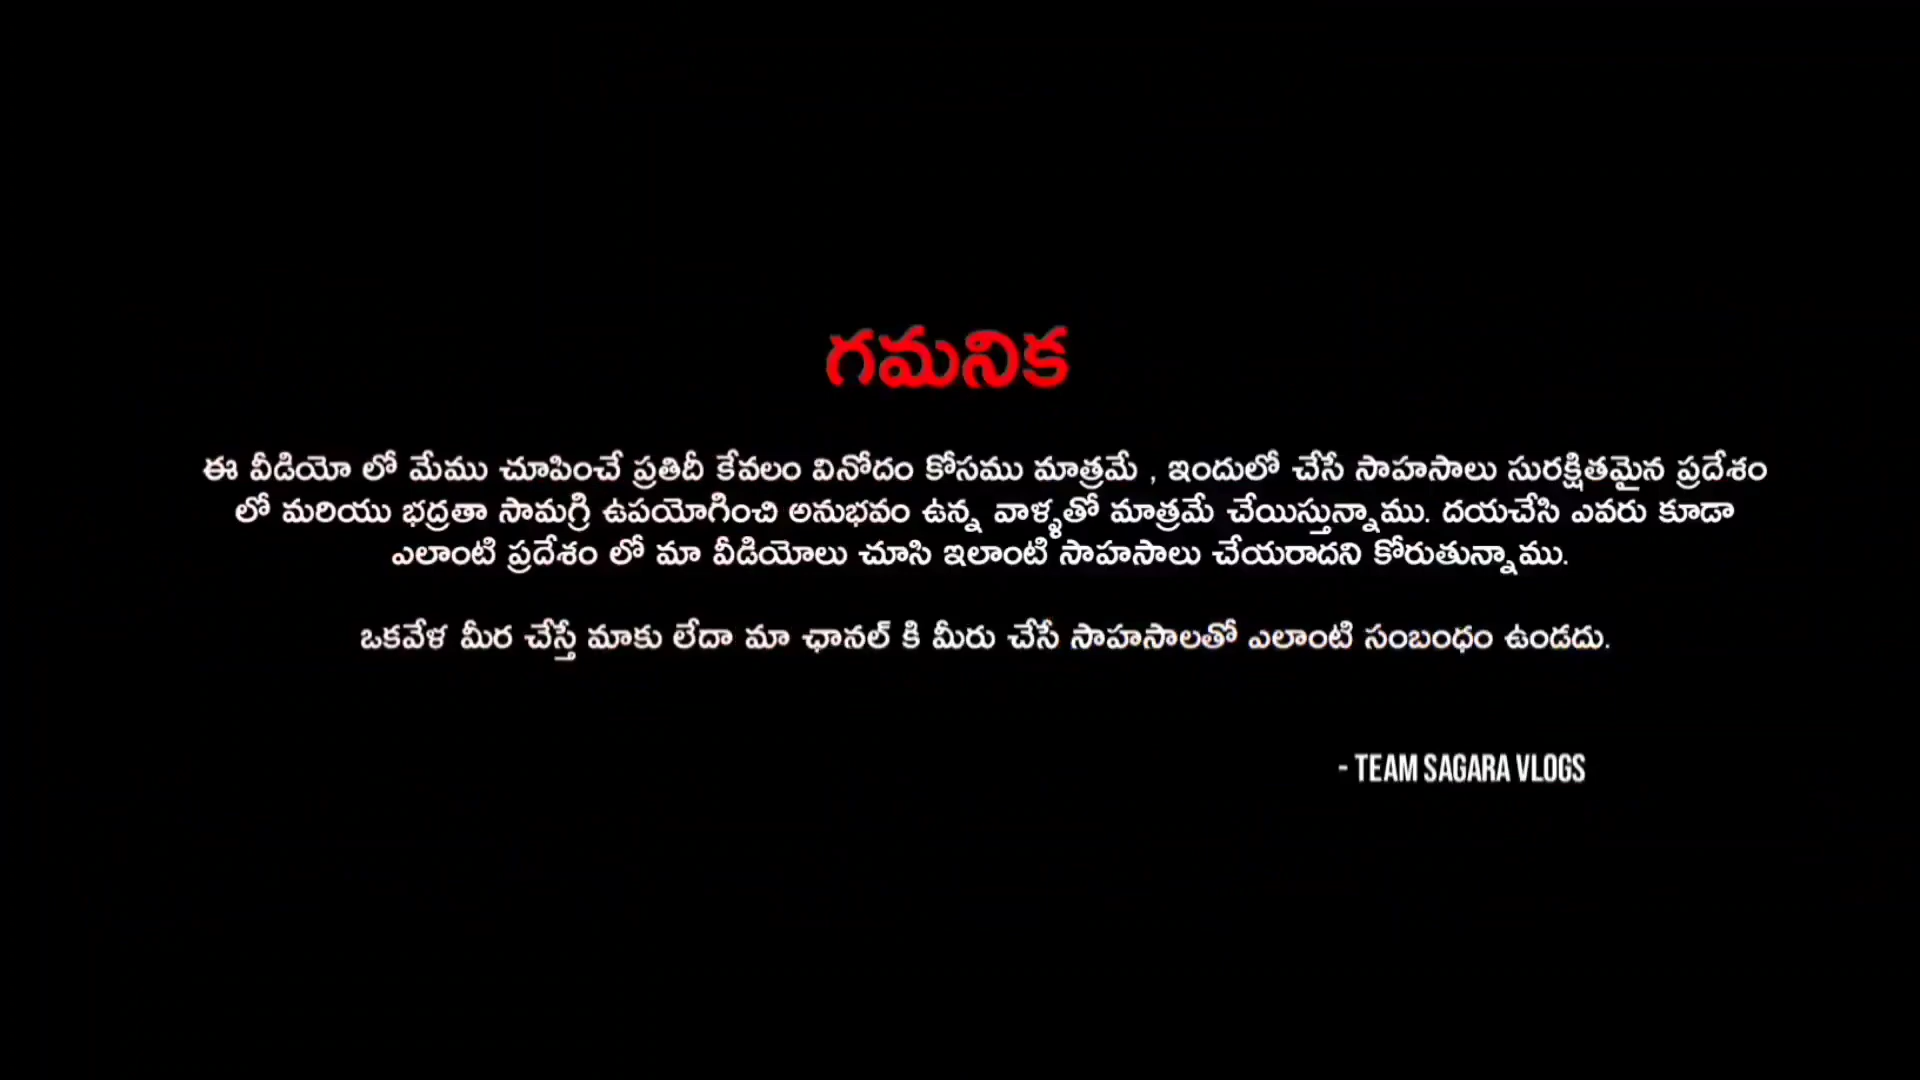 గమనిక
ఈ వీడియో లో మేము చూపించే ప్రతిదీ కేవలం వినోదం కోసము మాత్రమే , ఇందులో చేసే సాహసాలు సురక్షితమైన ప్రదేశం
లో మరియు భద్రతా సామగ్రి ఉపయోగించి అనుభవం ఉన్న వాళ్ళతో మాత్రమే చేయిస్తున్నాము. దయచేసి ఎవరు కూడా
ఎలాంటి ప్రదేశం లో మా వీడియోలు చూసి ఇలాంటి సాహసాలు చేయరాదని కోరుతున్నాము.
ఒకవేళ మీర చేస్తే మాకు లేదా మా ఛానల్ కి మీరు చేసే సాహసాలతో ఎలాంటి సంబంధం ఉండదు.
- TEAM SAGARA VLOGS